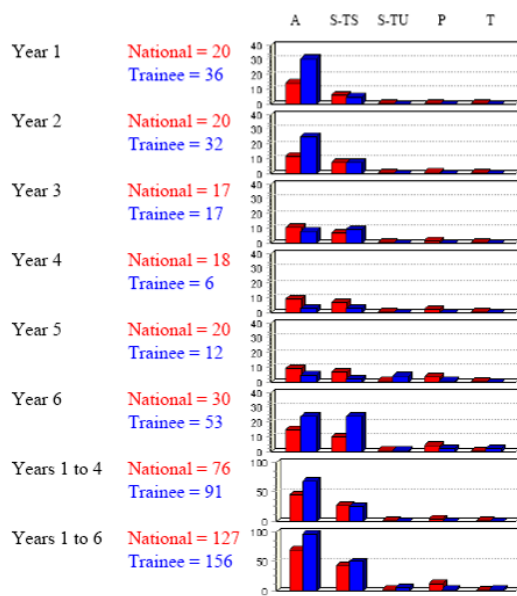 A S-TS S-TU P T
Year 1 National = 20
Trainee = 36
40
30
20
10
0
Year 2 National = 20
Trainee = 32
40
30
20
10
0
Year 3 National = 17
Trainee = 17
40
30
20
10
0
Year 4 National = 18
Trainee = 6
40
30
20
10
0
Year 5 National = 20
Trainee = 12
40
30
20
10
0
Year 6 National = 30
Trainee = 53
40
30
20
10
0
Years 1 to 4 National = 76
Trainee = 91
100
50
0
Years 1 to 6 National = 127
Trainee = 156
100
50
0